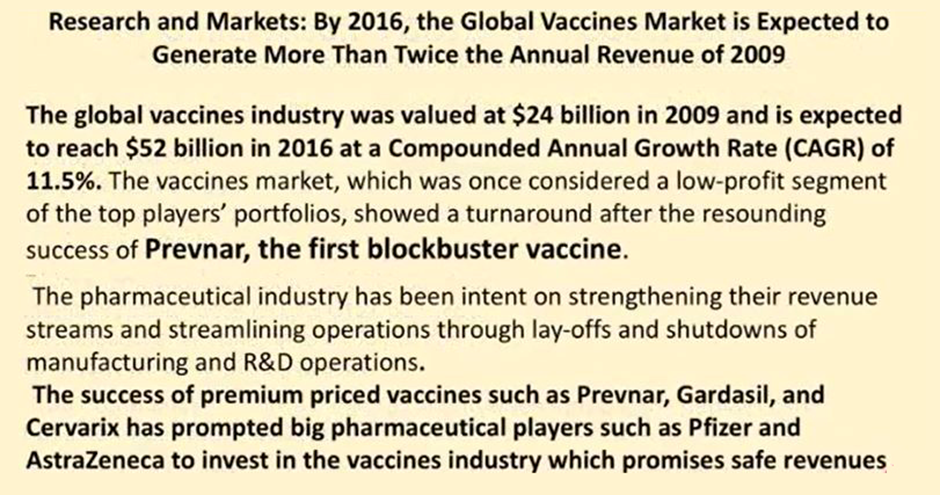 Research and Markets: By 2016, the Global Vaccines Market is Expected to
Generate More Than Twice the Annual Revenue of 2009
The global vaccines industry was valued at $24 billion in 2009 and is expected
to reach $52 billion in 2016 at a Compounded Annual Growth Rate (CAGR) of
11.5%. The vaccines market, which was once considered a low-profit segment
of the top players’ portfolios, showed a turnaround after the resounding
success of Prevnar, the first blockbuster vaccine.
The pharmaceutical industry has been intent on strengthening their revenue
streams and streamlining operations through lay-offs and shutdowns of
manufacturing and R&D operations.
The success of premium priced vaccines such as Prevnar, Gardasil, and
Cervarix has prompted big pharmaceutical players such as Pfizer and
AstraZeneca to invest in the vaccines industry which promises safe revenues